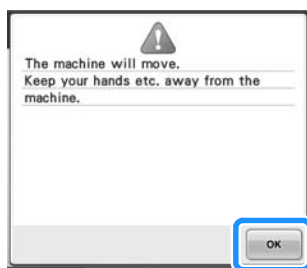 The machine will move.
Keep your hands etc. away from the
machine.
OK